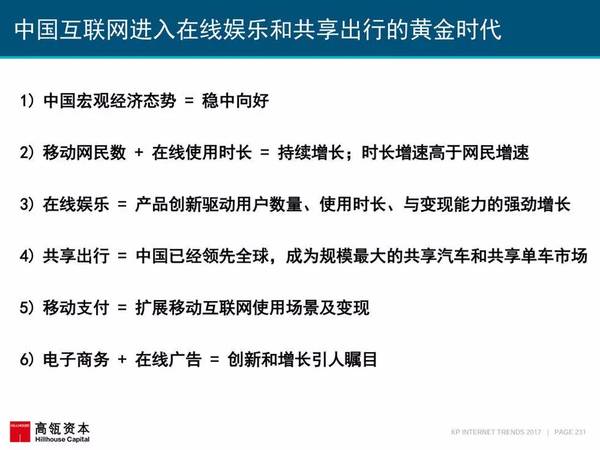 中国互联网进入在线娱乐和共享出行的黄金时代
1) 中国宏观经济态势 = 稳中向好
2) 移动网民数 + 在线使用时长 = 持续增长；时长增速高于网民增速
3) 在线娱乐 = 产品创新驱动用户数量、使用时长、与变现能力的强劲增长
4) 共享出行 = 中国已经领先全球，成为规模最大的共享汽车和共享单车市场
5) 移动支付 = 扩展移动互联网使用场景及变现
6) 电子商务 + 在线广告 = 创新和增长引人瞩目
高瓴资本
Hillhouse Capital
KP INTERNET TRENDS 2017 | PAGE 231